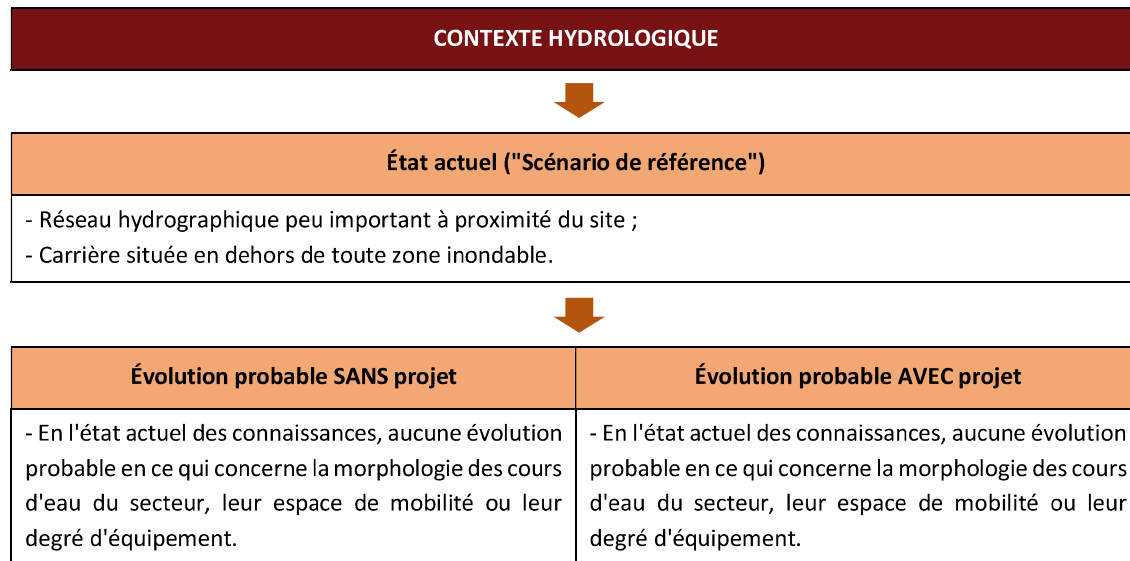 CONTEXTE HYDROLOGIQUE
État actuel ("Scénario de référence")
- Réseau hydrographique peu important à proximité du site ;
- Carrière située en dehors de toute zone inondable.
Évolution probable SANS projet
- En l'état actuel des connaissances, aucune évolution
probable en ce qui concerne la morphologie des cours
d'eau du secteur, leur espace de mobilité ou leur
degré d'équipement.
Évolution probable AVEC projet
- En l'état actuel des connaissances, aucune évolution
probable en ce qui concerne la morphologie des cours
d'eau du secteur, leur espace de mobilité ou leur
degré d'équipement.